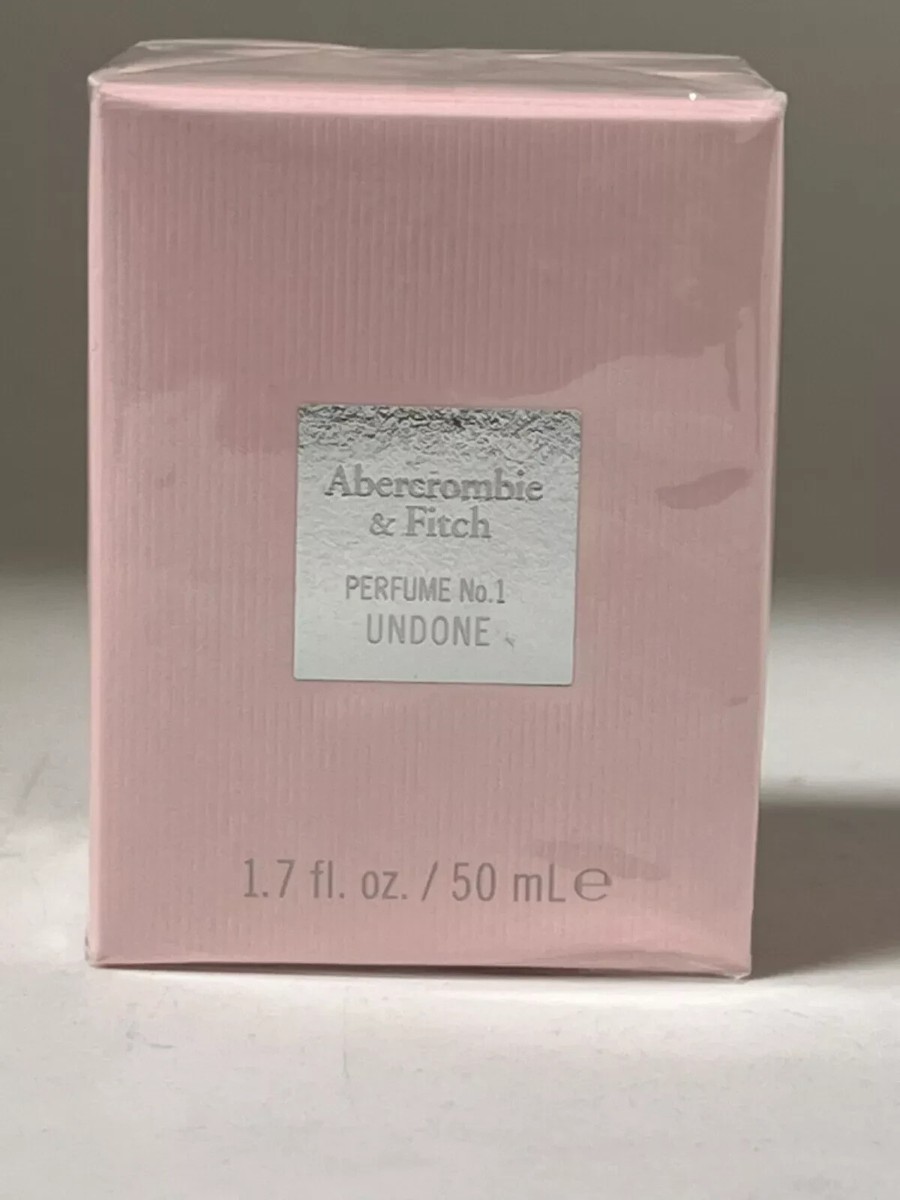 Abercrombie
& Fitch
PERFUME No.1
UNDONE
1.7 fl. oz. / 50 mL ℮